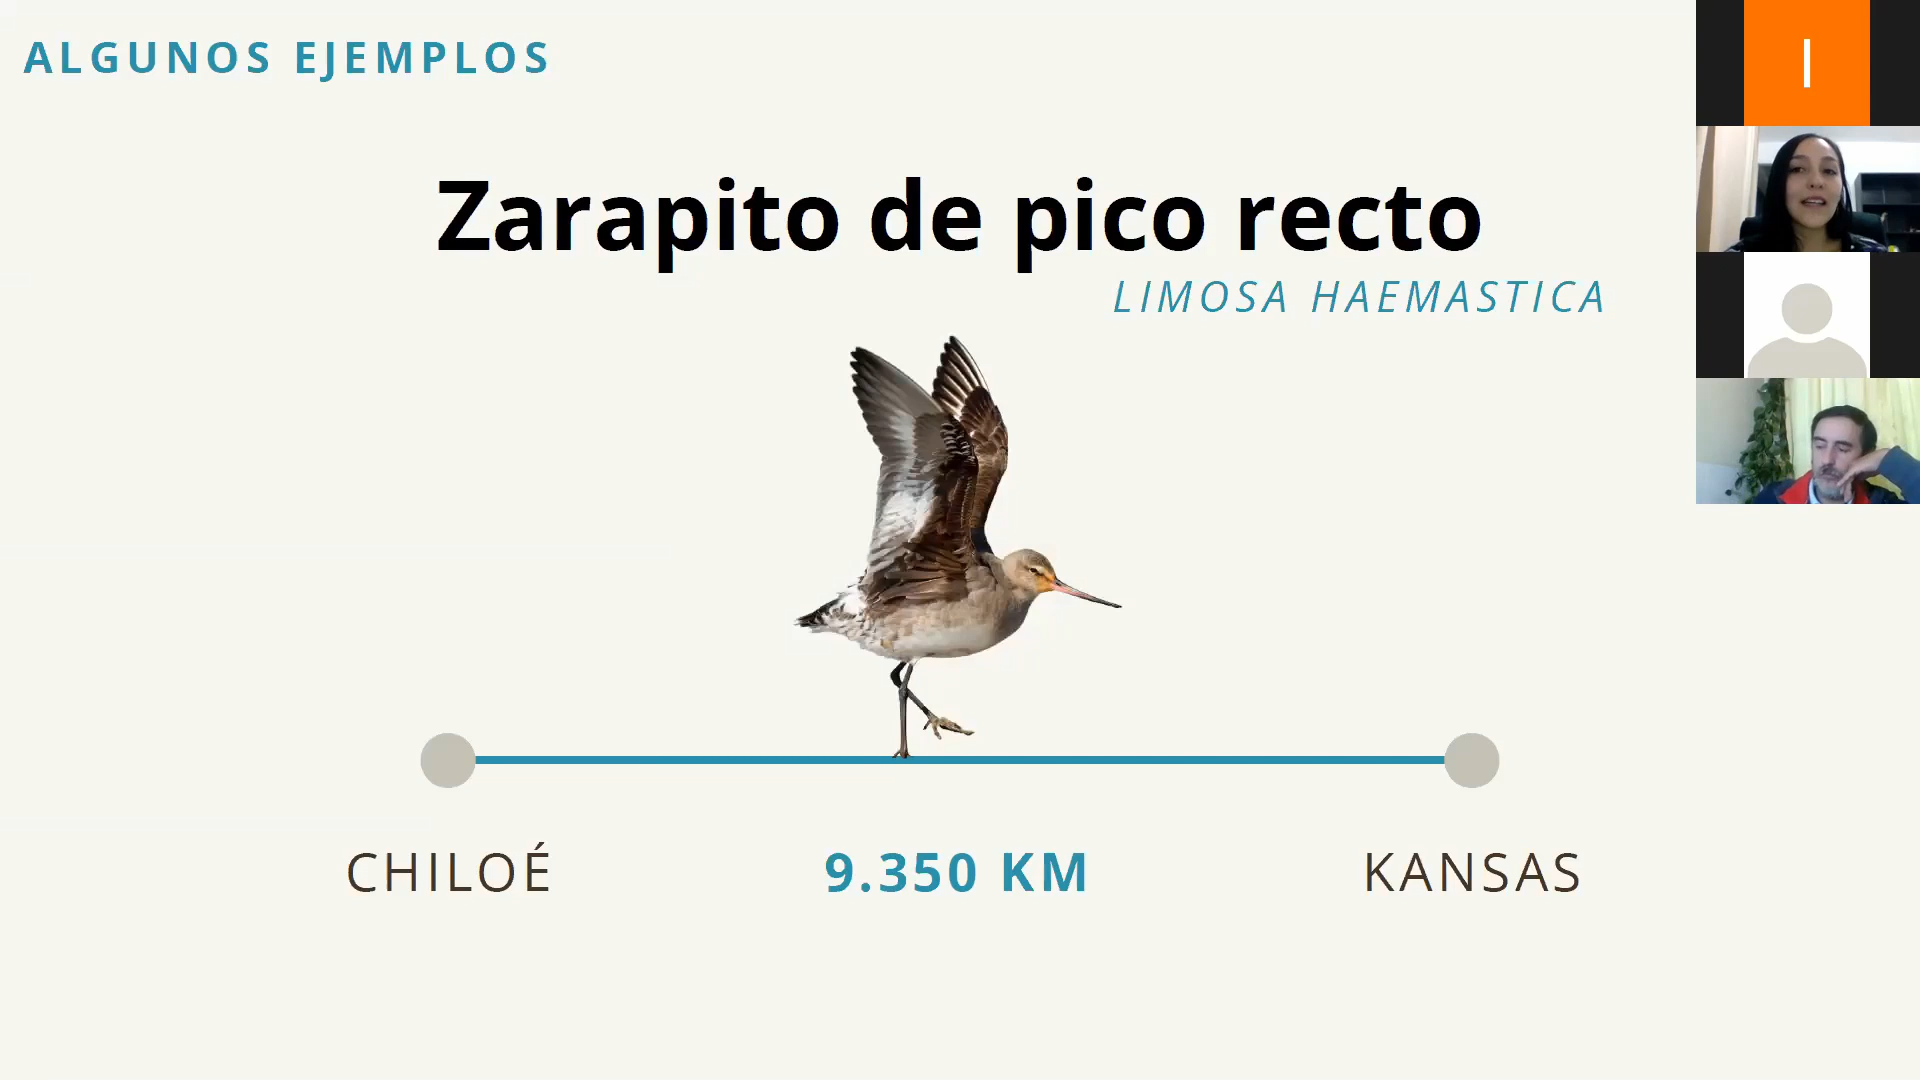 ALGUNOS EJEMPLOS
I
Zarapito de pico recto
LIMOSA HAEMASTICA
CHILOÉ 9.350 KM KANSAS